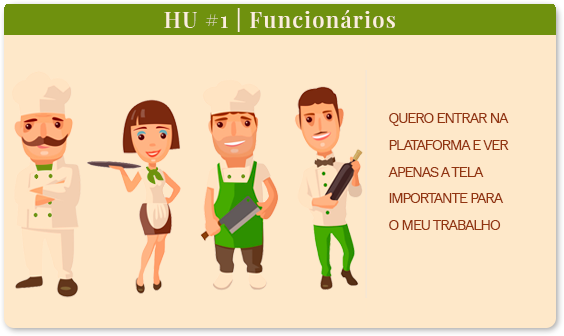 HU #1 | Funcionários
QUERO ENTRAR NA
PLATAFORMA E VER
APENAS A TELA
IMPORTANTE PARA
O MEU TRABALHO